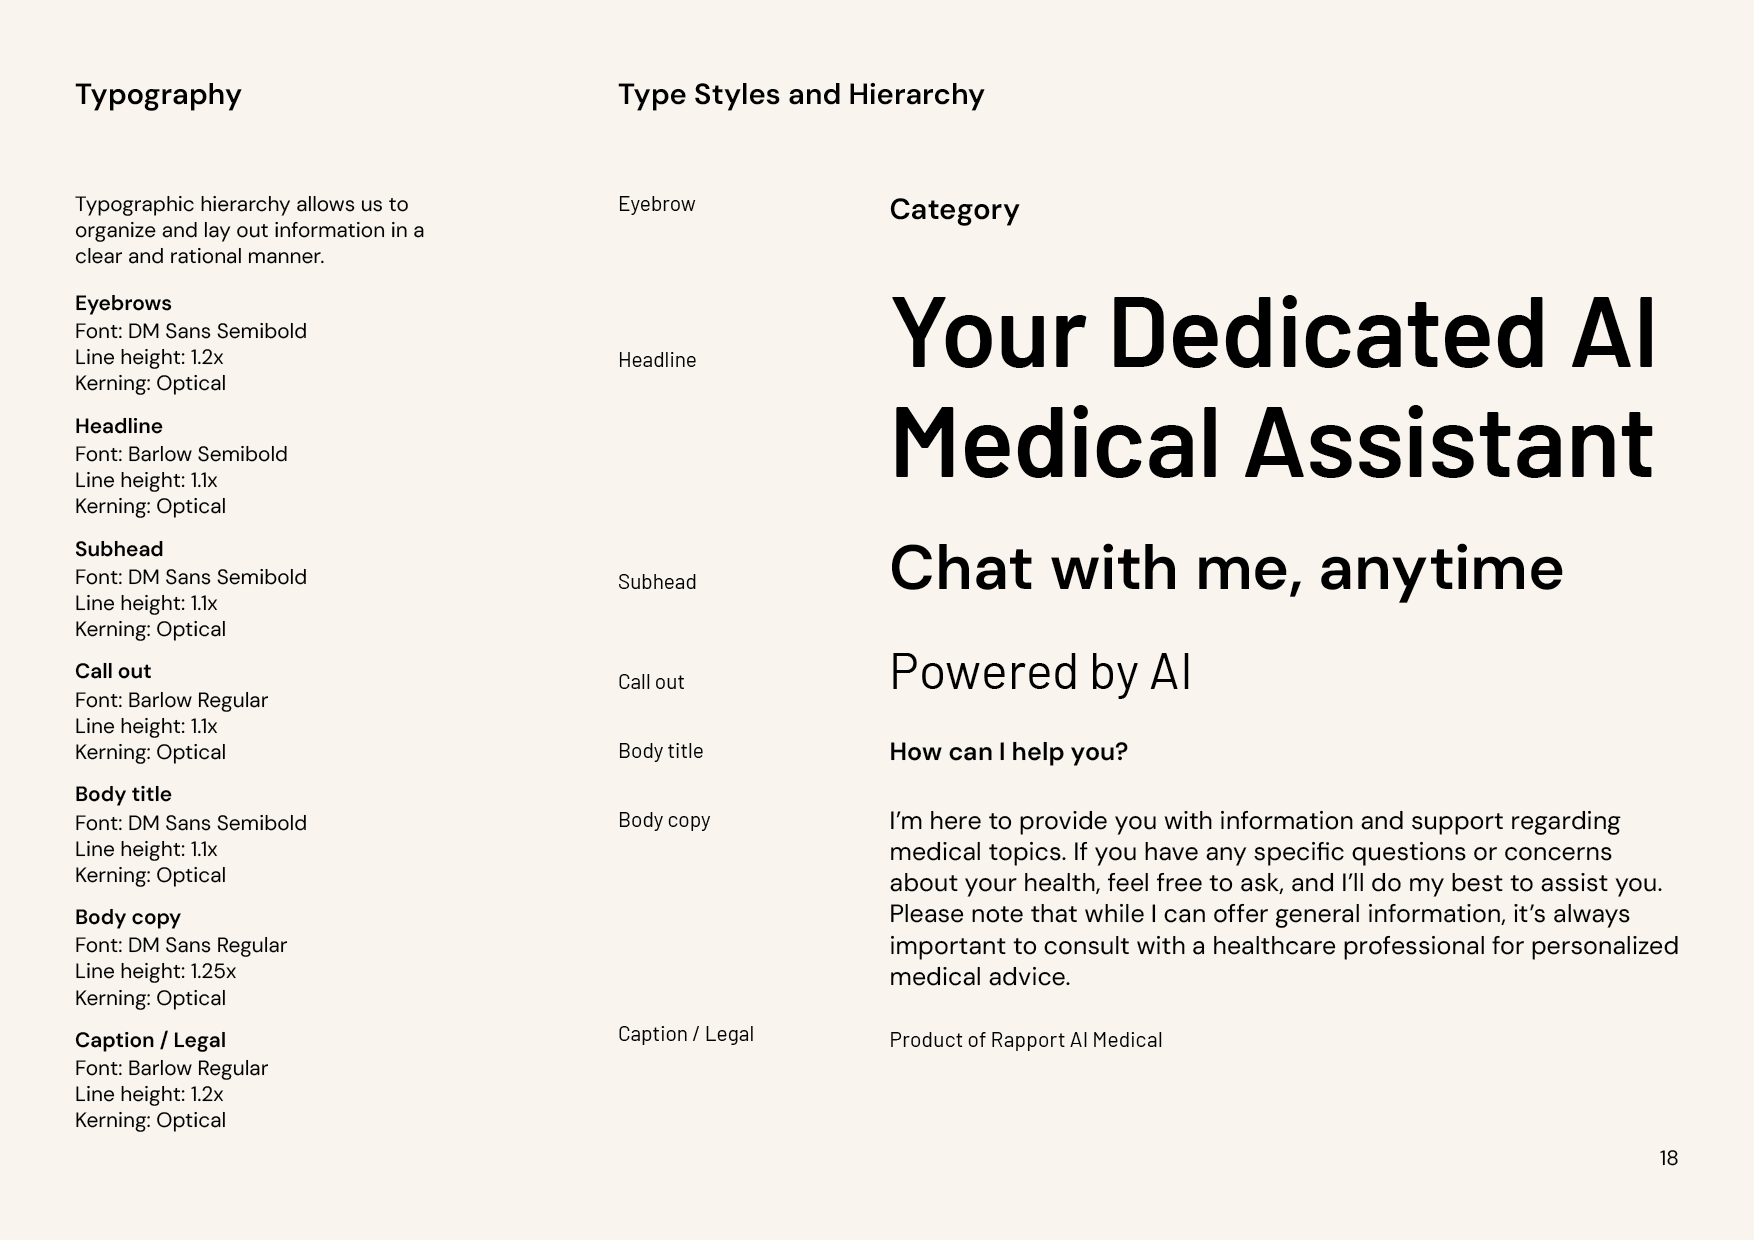 Typography
Type Styles and Hierarchy
Typographic hierarchy allows us to
organize and lay out information in a
clear and rational manner.
Eyebrows
Font: DM Sans Semibold
Line height: 1.2x
Kerning: Optical
Headline
Font: Barlow Semibold
Line height: 1.1x
Kerning: Optical
Subhead
Font: DM Sans Semibold
Line height: 1.1x
Kerning: Optical
Call out
Font: Barlow Regular
Line height: 1.1x
Kerning: Optical
Body title
Font: DM Sans Semibold
Line height: 1.1x
Kerning: Optical
Body copy
Font: DM Sans Regular
Line height: 1.25x
Kerning: Optical
Caption / Legal
Font: Barlow Regular
Line height: 1.2x
Kerning: Optical
Eyebrow
Category
Headline
Your Dedicated AI
Medical Assistant
Subhead
Chat with me, anytime
Call out
Powered by AI
Body title
How can I help you?
Body copy
I’m here to provide you with information and support regarding
medical topics. If you have any specific questions or concerns
about your health, feel free to ask, and I’ll do my best to assist you.
Please note that while I can offer general information, it’s always
important to consult with a healthcare professional for personalized
medical advice.
Caption / Legal
Product of Rapport AI Medical
18